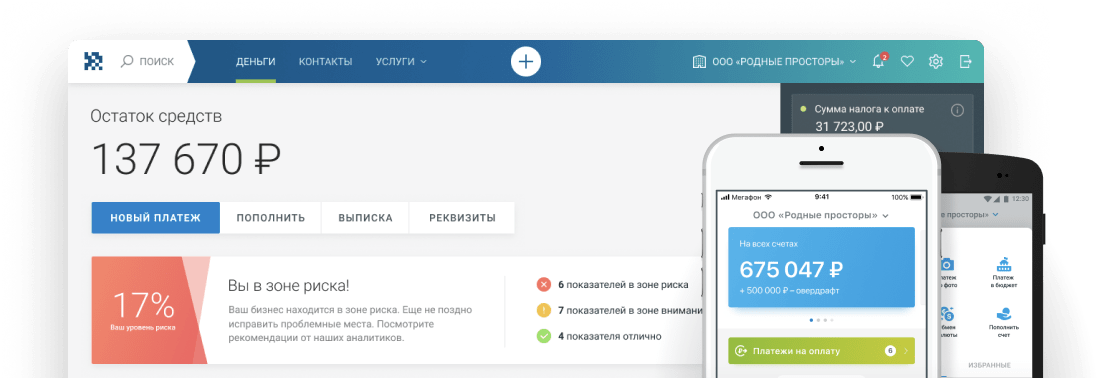 ПОИСК
ДЕНЬГИ
КОНТАКТЫ
УСЛУГИ
ООО «РОДНЫЕ ПРОСТОРЫ»
2
Остаток средств
137 670 ₽
Сумма налога к оплате
31 723,00 ₽
НОВЫЙ ПЛАТЕЖ
ПОПОЛНИТЬ
ВЫПИСКА
РЕКВИЗИТЫ
17%
Ваш уровень риска
Вы в зоне риска!
Ваш бизнес находится в зоне риска. Еще не поздно
исправить проблемные места. Посмотрите
рекомендации от наших аналитиков.
6 показателей в зоне риска
7 показателей в зоне внимани
4 показателя отлично
Мегафон
9:41
100%
ООО «Родные просторы»
На всех счетах
675 047 ₽
+ 500 000 ₽ – овердрафт
Платежи на оплату
6
12:30
е просторы»
Платеж
в бюджет
фото
Пополнить
счет
ИЗБРАННЫЕ